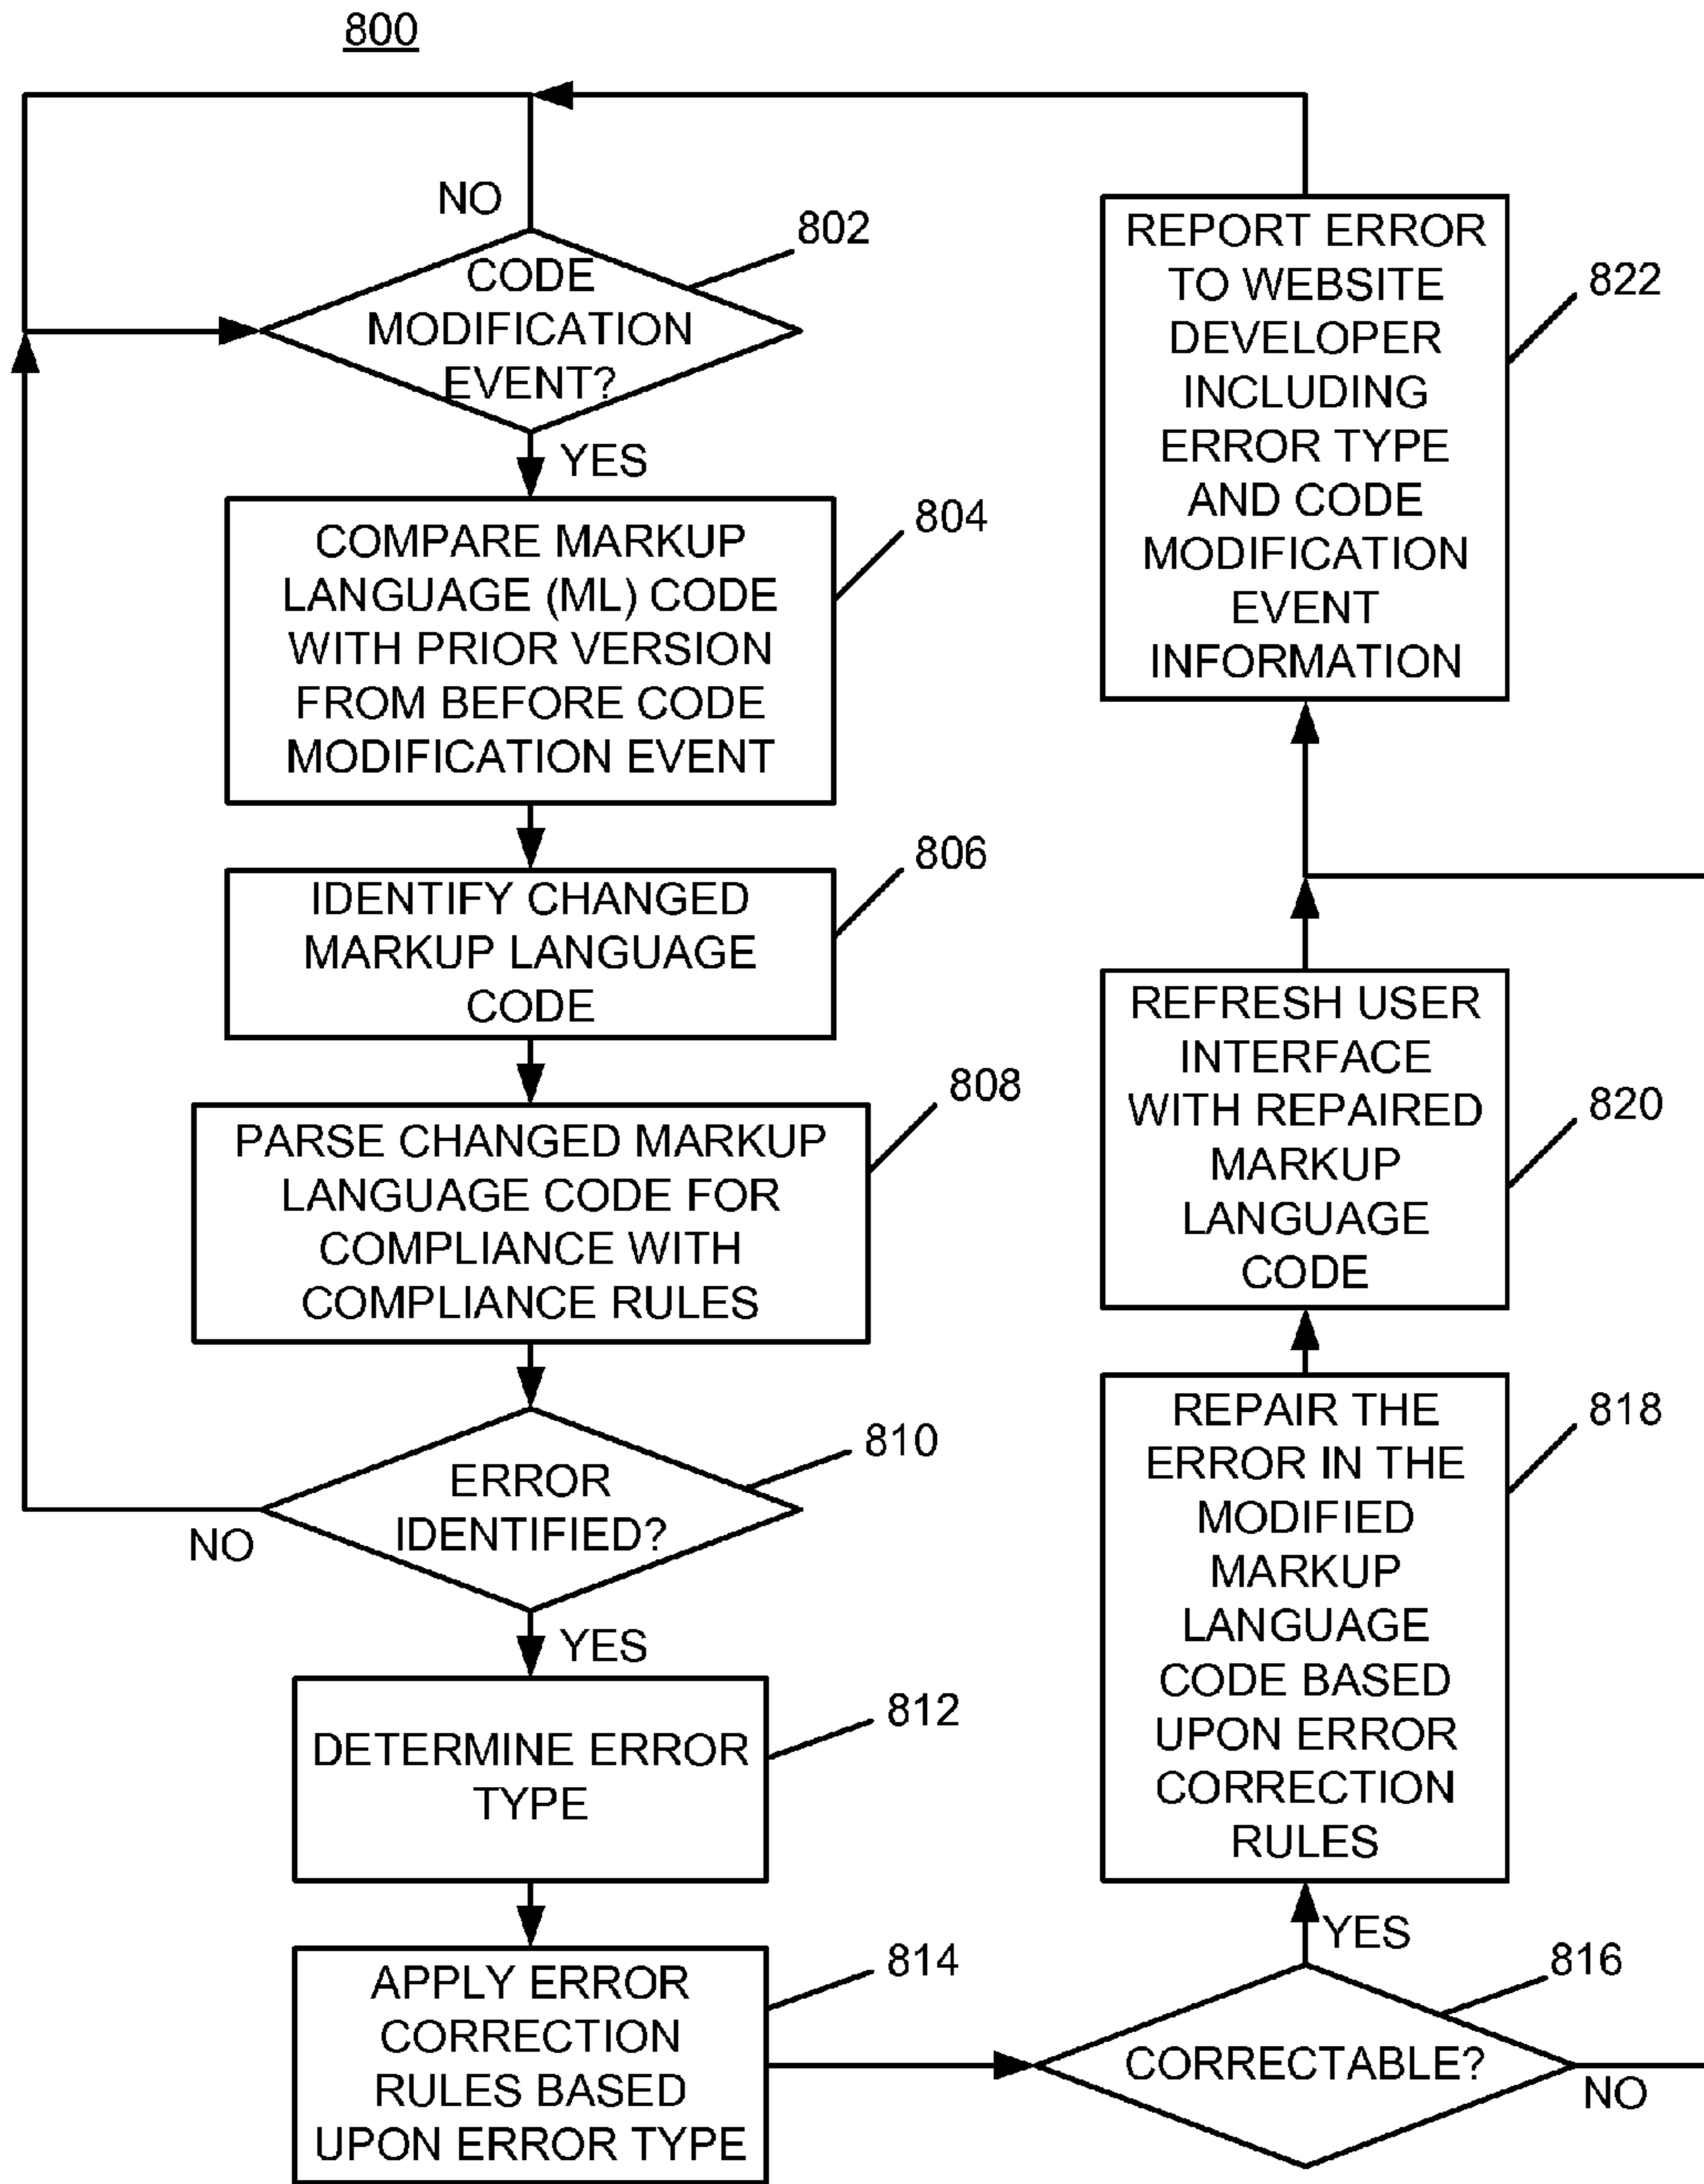 800
NO
802
CODE
MODIFICATION
EVENT?
YES
804
COMPARE MARKUP
LANGUAGE (ML) CODE
WITH PRIOR VERSION
FROM BEFORE CODE
MODIFICATION EVENT
806
IDENTIFY CHANGED
MARKUP LANGUAGE
CODE
808
PARSE CHANGED MARKUP
LANGUAGE CODE FOR
COMPLIANCE WITH
COMPLIANCE RULES
810
ERROR
IDENTIFIED?
NO
YES
812
DETERMINE ERROR
TYPE
814
APPLY ERROR
CORRECTION
RULES BASED
UPON ERROR TYPE
816
CORRECTABLE?
NO
YES
818
REPAIR THE
ERROR IN THE
MODIFIED
MARKUP
LANGUAGE
CODE BASED
UPON ERROR
CORRECTION
RULES
820
REFRESH USER
INTERFACE
WITH REPAIRED
MARKUP
LANGUAGE
CODE
822
REPORT ERROR
TO WEBSITE
DEVELOPER
INCLUDING
ERROR TYPE
AND CODE
MODIFICATION
EVENT
INFORMATION